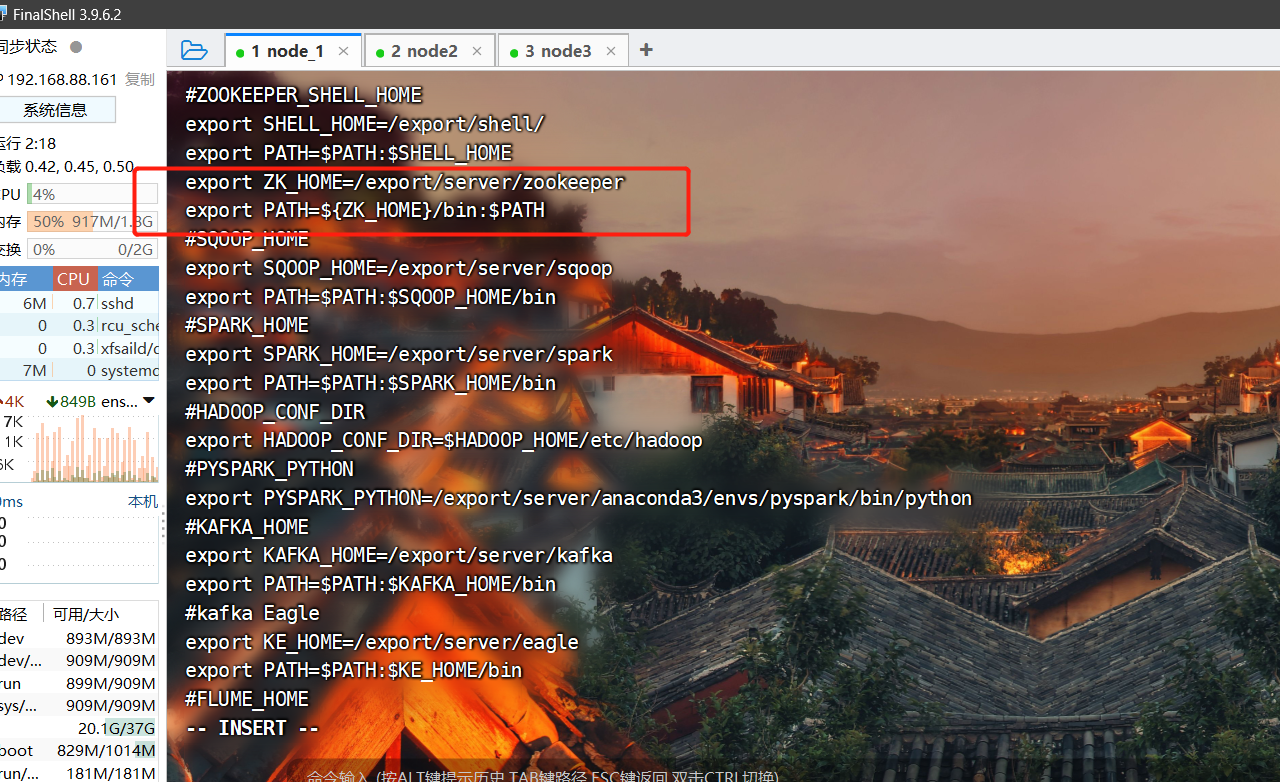 FinalShell 3.9.6.2
同步状态
1 node_1 × 2 node2 × 3 node3 × +
192.168.88.161 复制
系统信息
运行 2:18
负载 0.42, 0.45, 0.50
CPU 4%
内存 50% 917M/1.8G
交换 0% 0/2G
内存 CPU 命令
6M 0.7 sshd
0 0.3 rcu_sche
0 0.3 xfsaild/d
7M 0 systemd
4K 849B ens...
7K
1K
6K
0ms 本机
0
0
0
路径 可用/大小
dev 893M/893M
dev/... 909M/909M
run 899M/909M
sys/... 909M/909M
20.1G/37G
boot 829M/1014M
run/... 181M/181M
#ZOOKEEPER_SHELL_HOME
export SHELL_HOME=/export/shell/
export PATH=$PATH:$SHELL_HOME
export ZK_HOME=/export/server/zookeeper
export PATH=${ZK_HOME}/bin:$PATH
#SQOOP_HOME
export SQOOP_HOME=/export/server/sqoop
export PATH=$PATH:$SQOOP_HOME/bin
#SPARK_HOME
export SPARK_HOME=/export/server/spark
export PATH=$PATH:$SPARK_HOME/bin
#HADOOP_CONF_DIR
export HADOOP_CONF_DIR=$HADOOP_HOME/etc/hadoop
#PYSPARK_PYTHON
export PYSPARK_PYTHON=/export/server/anaconda3/envs/pyspark/bin/python
#KAFKA_HOME
export KAFKA_HOME=/export/server/kafka
export PATH=$PATH:$KAFKA_HOME/bin
#kafka Eagle
export KE_HOME=/export/server/eagle
export PATH=$PATH:$KE_HOME/bin
#FLUME_HOME
-- INSERT --
命令输入 (按ALT键提示历史,TAB键路径,ESC键返回,双击CTRL切换)